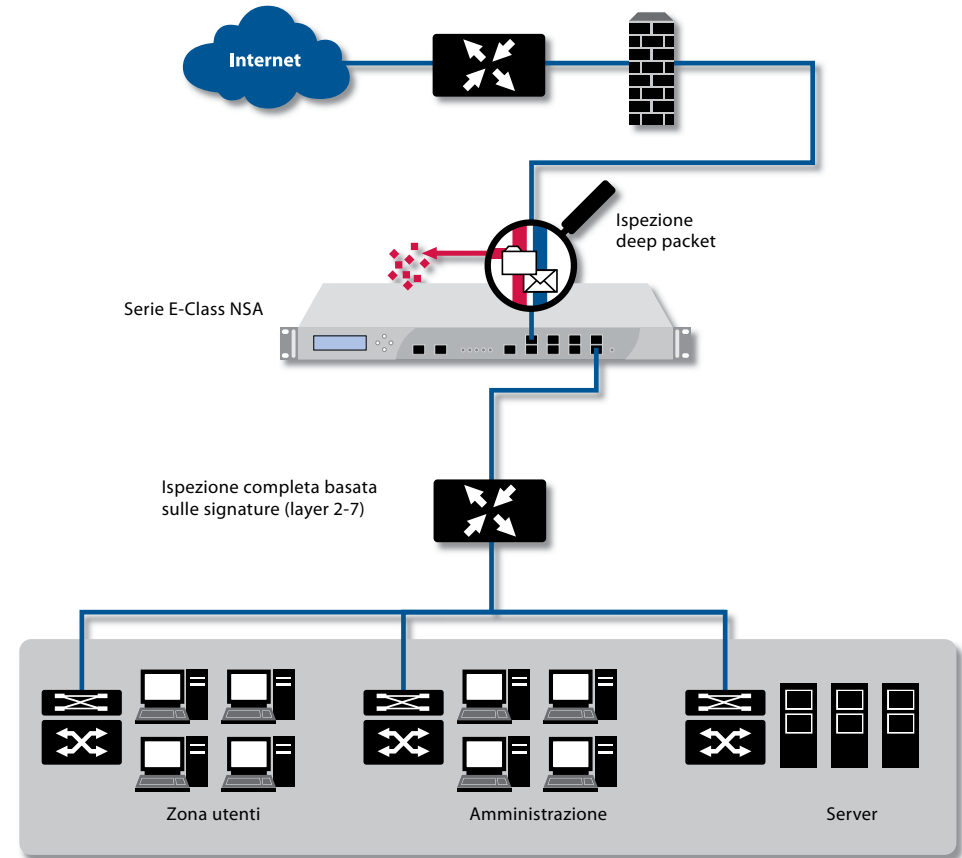 Internet
Ispezione
deep packet
Serie E-Class NSA
Ispezione completa basata
sulle signature (layer 2-7)
Zona utenti
Amministrazione
Server